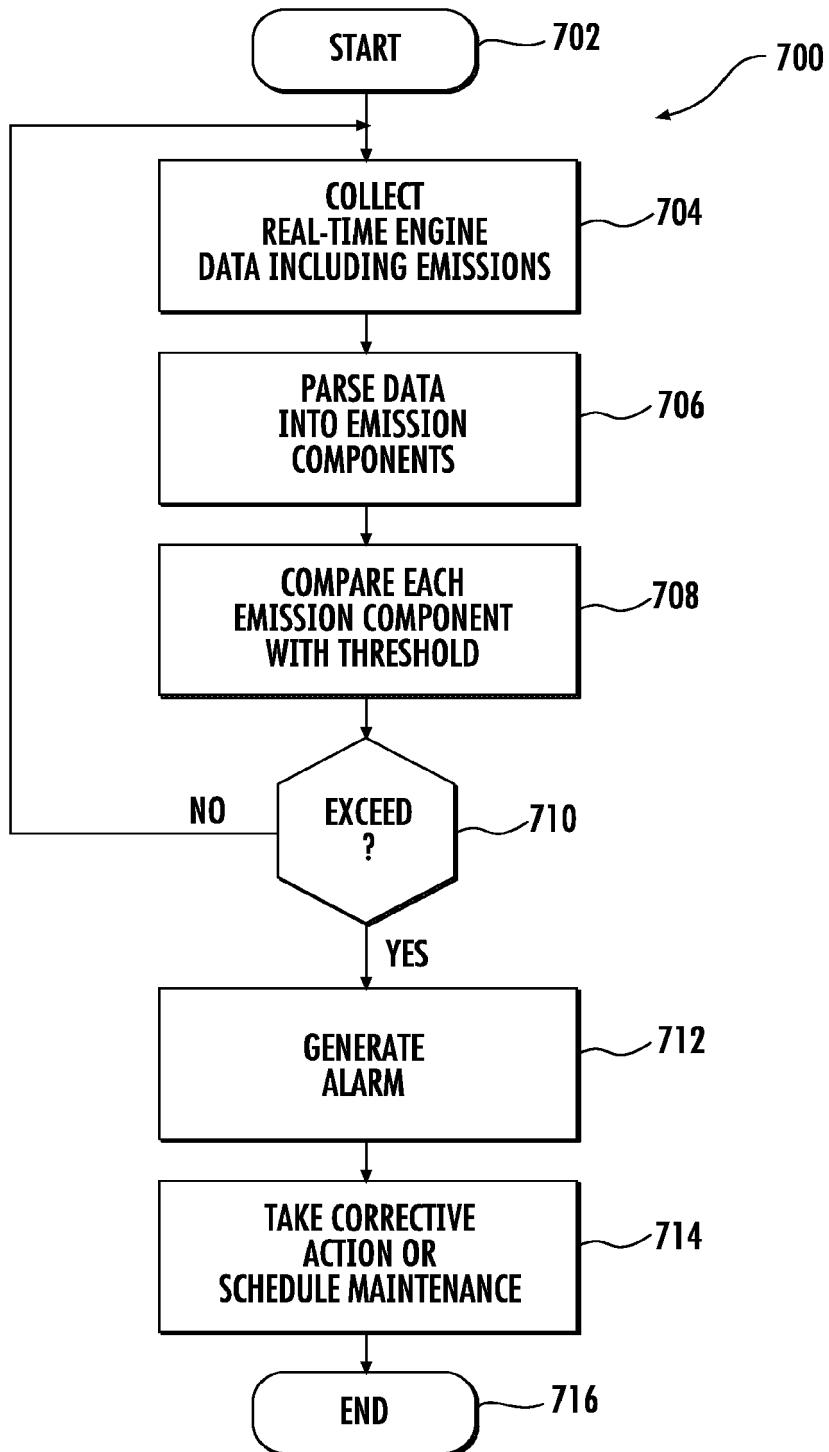 START
702
700
COLLECT
REAL-TIME ENGINE
DATA INCLUDING EMISSIONS
704
PARSE DATA
INTO EMISSION
COMPONENTS
706
COMPARE EACH
EMISSION COMPONENT
WITH THRESHOLD
708
NO
EXCEED
?
710
YES
GENERATE
ALARM
712
TAKE CORRECTIVE
ACTION OR
SCHEDULE MAINTENANCE
714
END
716